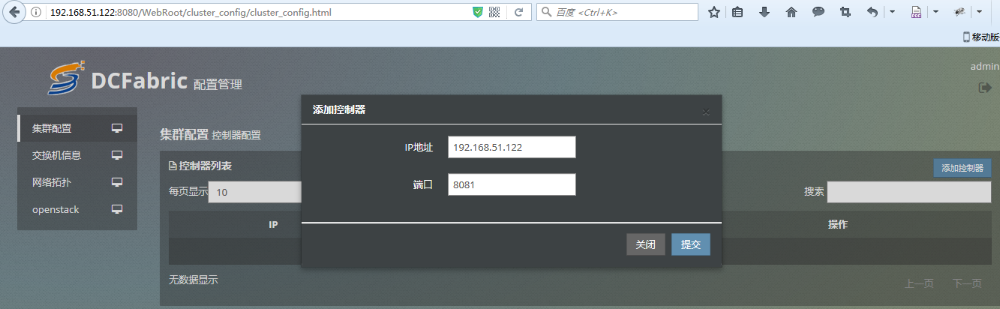 192.168.51.122:8080/WebRoot/cluster_config/cluster_config.html
百度 <Ctrl+K>
移动版
DCFabric 配置管理
admin
添加控制器
×
集群配置
交换机信息
网络拓扑
openstack
集群配置 控制器配置
控制器列表
添加控制器
每页显示 10
搜索
IP地址 192.168.51.122
端口 8081
IP
操作
关闭 提交
无数据显示
上一页 下一页